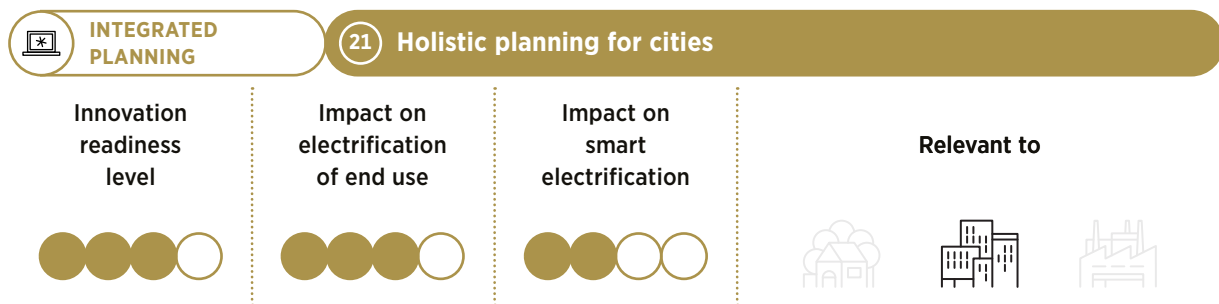 INTEGRATED
PLANNING
21 Holistic planning for cities
Innovation
readiness
level
Impact on
electrification
of end use
Impact on
smart
electrification
Relevant to